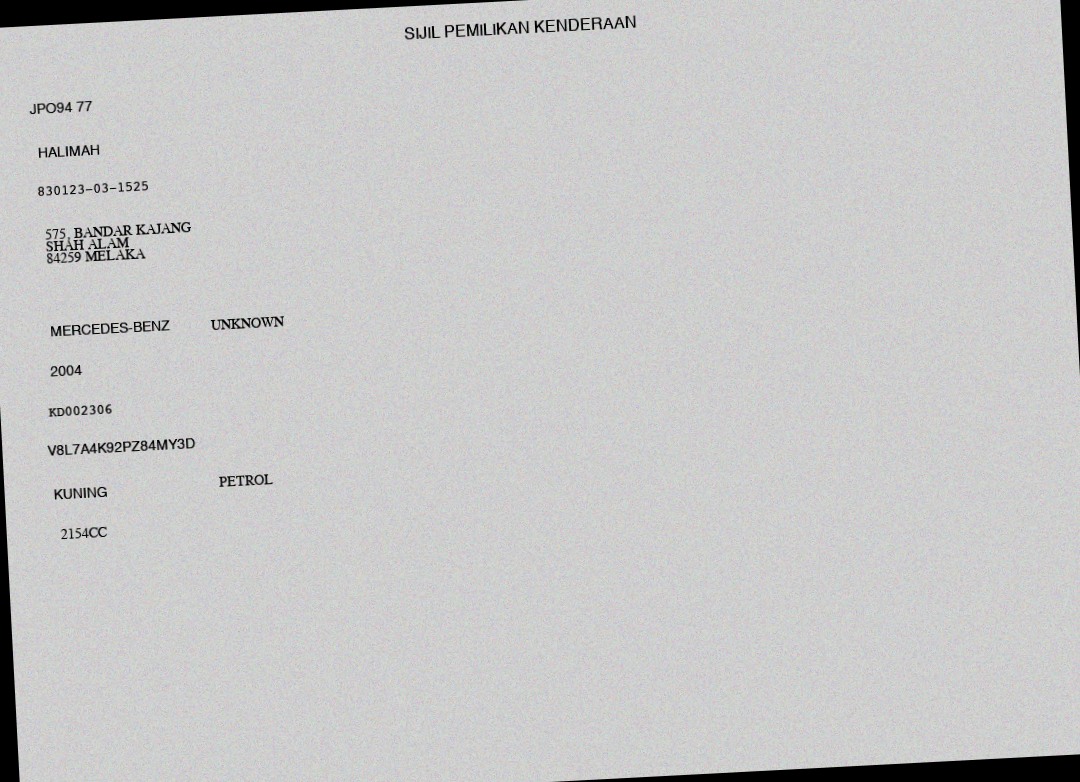 SIJIL PEMILIKAN KENDERAAN
JPO94 77
HALIMAH
830123-03-1525
575, BANDAR KAJANG
SHAH ALAM
84259 MELAKA
MERCEDES-BENZ UNKNOWN
2004
KD002306
V8L7A4K92PZ84MY3D
KUNING PETROL
2154CC